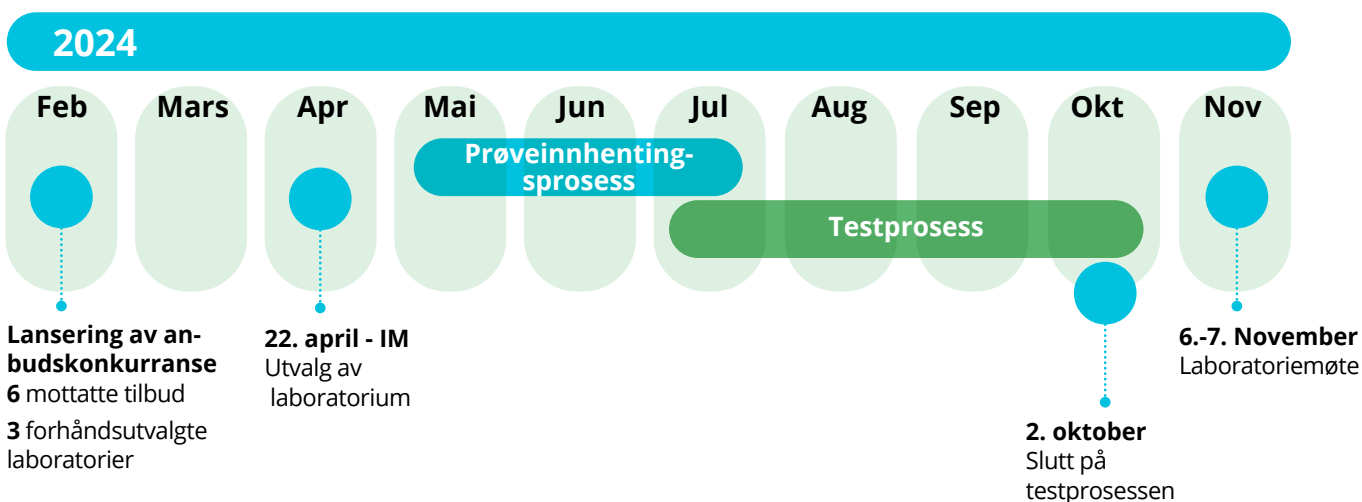 2024
Feb
Mars
Apr
Mai
Jun
Jul
Aug
Sep
Okt
Nov
Prøveinnhenting-
sprosess
Testprosess
Lansering av an-
budskonkurranse
6 mottatte tilbud
3 forhåndsutvalgte
laboratorier
22. april - IM
Utvalg av
laboratorium
2. oktober
Slutt på
testprosessen
6.-7. November
Laboratoriemøte